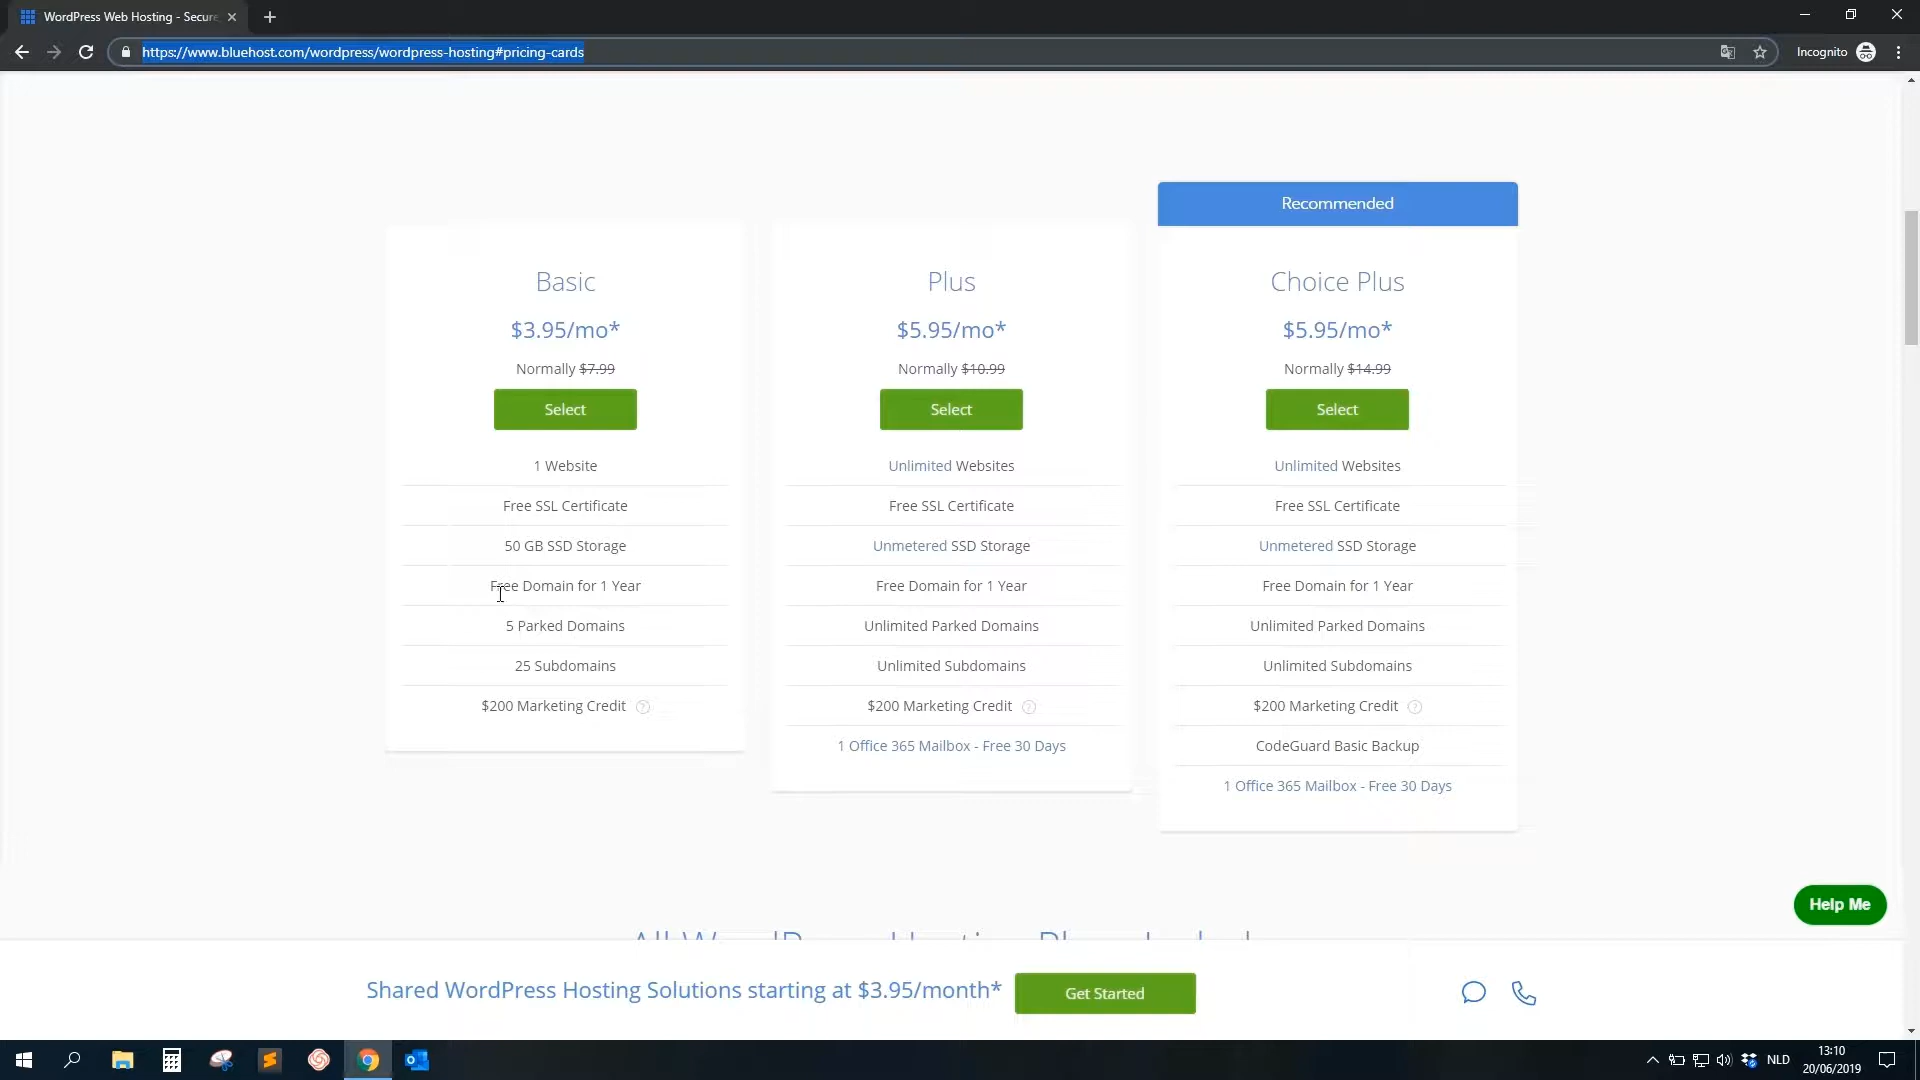 WordPress Web Hosting - Secure
https://www.bluehost.com/wordpress/wordpress-hosting#pricing-cards
Incognito
Recommended
Basic
$3.95/mo*
Normally $7.99
Select
1 Website
Free SSL Certificate
50 GB SSD Storage
Free Domain for 1 Year
5 Parked Domains
25 Subdomains
$200 Marketing Credit ?
Plus
$5.95/mo*
Normally $10.99
Select
Unlimited Websites
Free SSL Certificate
Unmetered SSD Storage
Free Domain for 1 Year
Unlimited Parked Domains
Unlimited Subdomains
$200 Marketing Credit ?
1 Office 365 Mailbox - Free 30 Days
Choice Plus
$5.95/mo*
Normally $14.99
Select
Unlimited Websites
Free SSL Certificate
Unmetered SSD Storage
Free Domain for 1 Year
Unlimited Parked Domains
Unlimited Subdomains
$200 Marketing Credit ?
CodeGuard Basic Backup
1 Office 365 Mailbox - Free 30 Days
Help Me
Shared WordPress Hosting Solutions starting at $3.95/month*
Get Started
NLD
13:10
20/06/2019